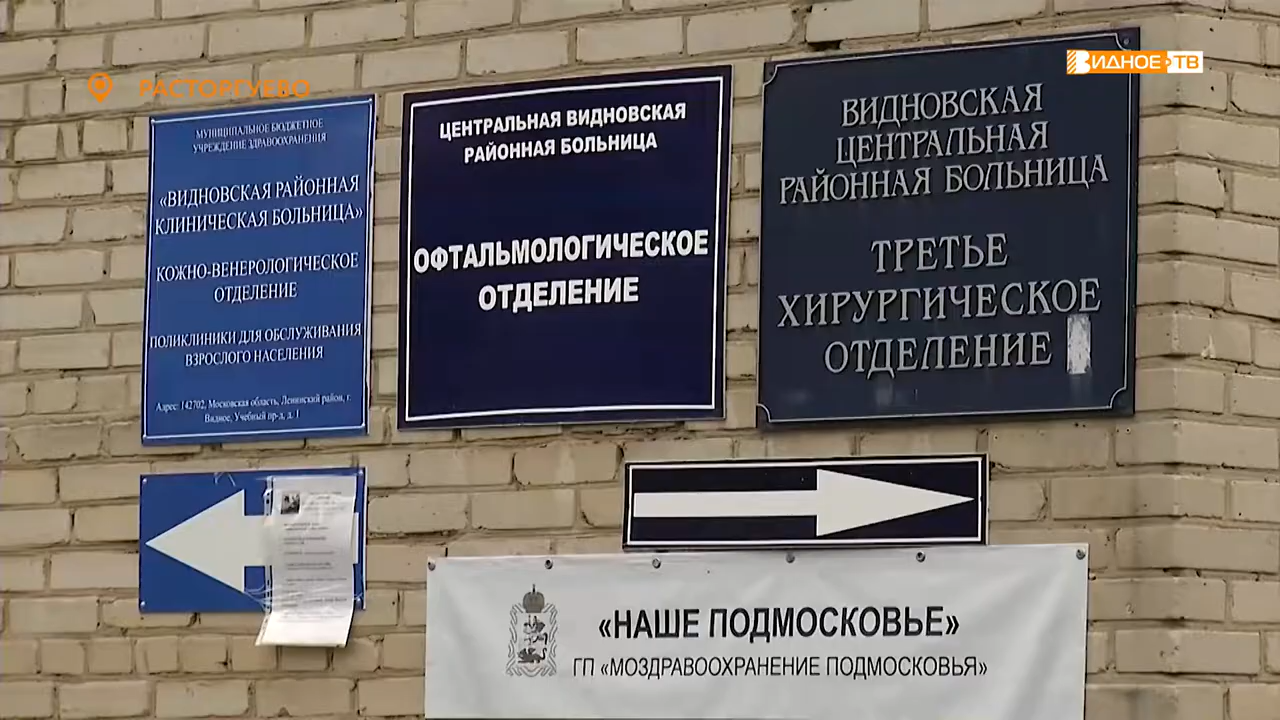 РАСТОРГУЕВО
ВИДНОЕ ТВ
МУНИЦИПАЛЬНОЕ БЮДЖЕТНОЕ
УЧРЕЖДЕНИЕ ЗДРАВООХРАНЕНИЯ
«ВИДНОВСКАЯ РАЙОННАЯ
КЛИНИЧЕСКАЯ БОЛЬНИЦА»
КОЖНО-ВЕНЕРОЛОГИЧЕСКОЕ
ОТДЕЛЕНИЕ
ПОЛИКЛИНИКИ ДЛЯ ОБСЛУЖИВАНИЯ
ВЗРОСЛОГО НАСЕЛЕНИЯ
Адрес: 142702, Московская область, Ленинский район, г.
Видное, Учебный пр-д, д. 1
ЦЕНТРАЛЬНАЯ ВИДНОВСКАЯ
РАЙОННАЯ БОЛЬНИЦА
ОФТАЛЬМОЛОГИЧЕСКОЕ
ОТДЕЛЕНИЕ
ВИДНОВСКАЯ
ЦЕНТРАЛЬНАЯ
РАЙОННАЯ БОЛЬНИЦА
ТРЕТЬЕ
ХИРУРГИЧЕСКОЕ
ОТДЕЛЕНИЕ
«НАШЕ ПОДМОСКОВЬЕ»
ГП «МОЗДРАВООХРАНЕНИЕ ПОДМОСКОВЬЯ»